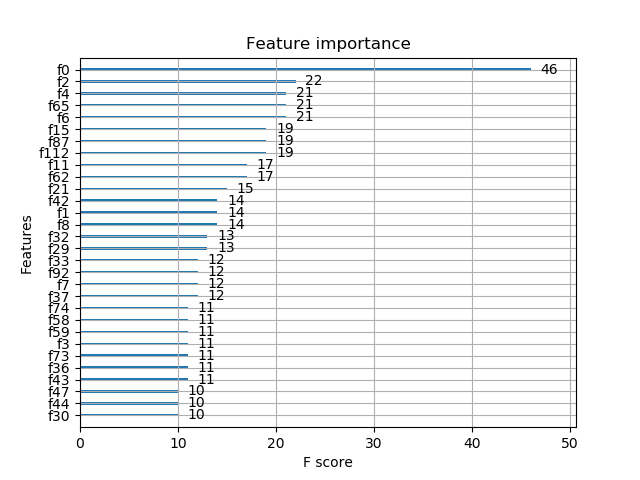 Feature importance
f0 46
f2 22
f4 21
f65 21
f6 21
f15 19
f87 19
f112 19
f11 17
f62 17
f21 15
f42 14
f1 14
f8 14
f32 13
f29 13
f33 12
f92 12
f7 12
f37 12
f74 11
f58 11
f59 11
f3 11
f73 11
f36 11
f43 11
f47 10
f44 10
f30 10
Features
0 10 20 30 40 50
F score